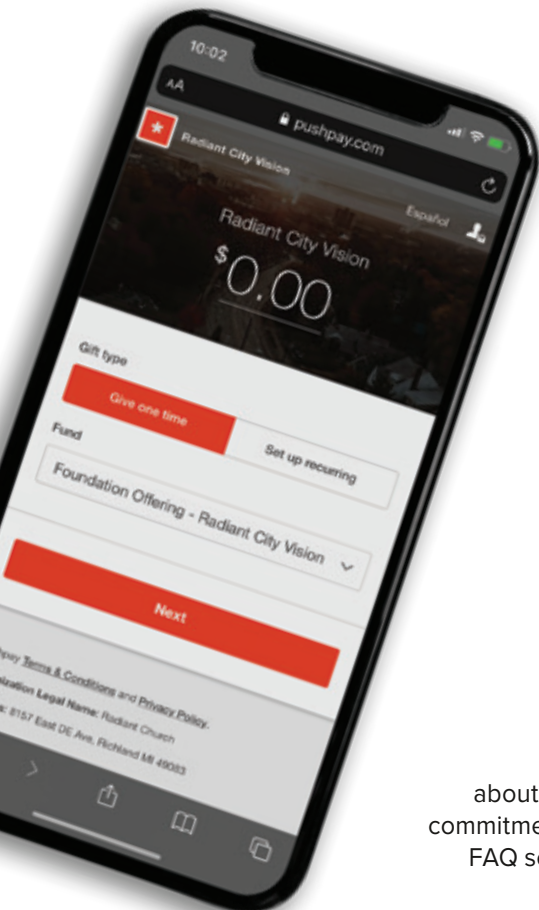 10:02
AA
pushpay.com
Radiant City Vision
Español
Radiant City Vision
$0.00
Gift type
Give one time
Set up recurring
Fund
Foundation Offering - Radiant City Vision
Next
Terms & Conditions and Privacy Policy.
Legal Name: Radiant Church
8157 East DE Ave, Richland MI 49083
about
FAQ